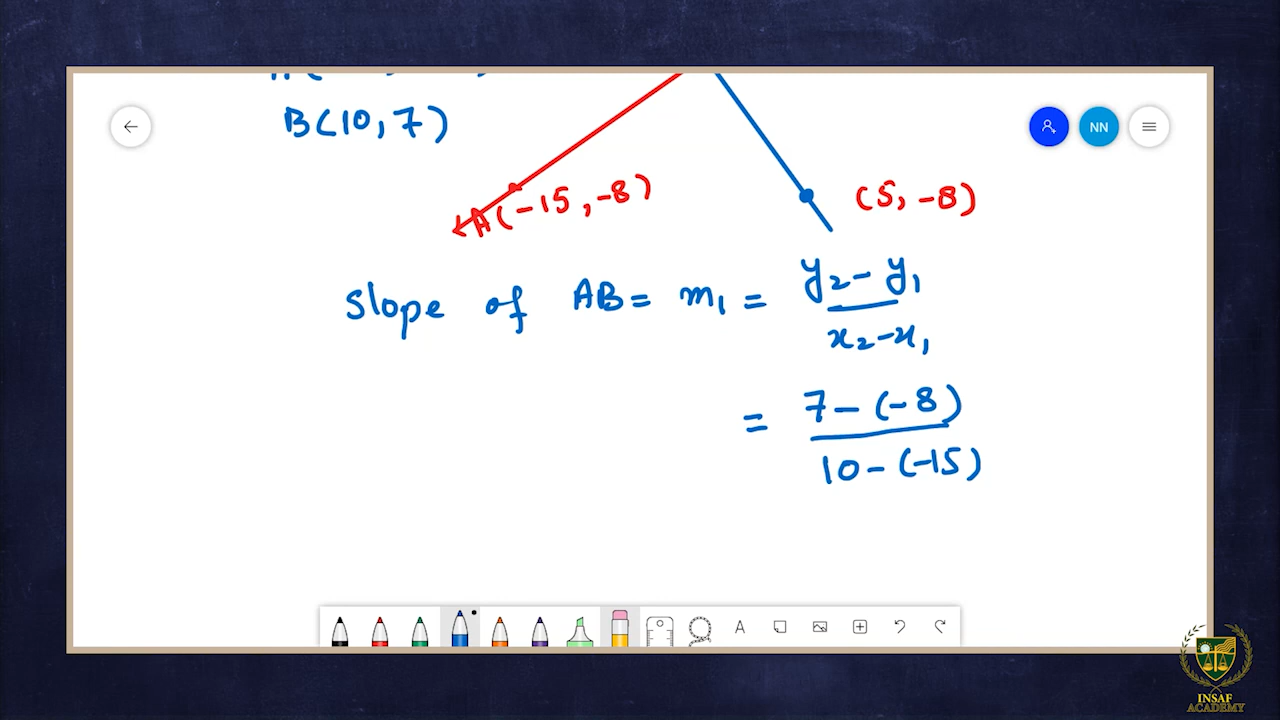 B(10,7)
NN
A(-15,-8)
(5,-8)
Slope of AB = m₁ = y₂-y₁
x₂-x₁
= 7-(-8)
10-(-15)
A
INSAF
ACADEMY